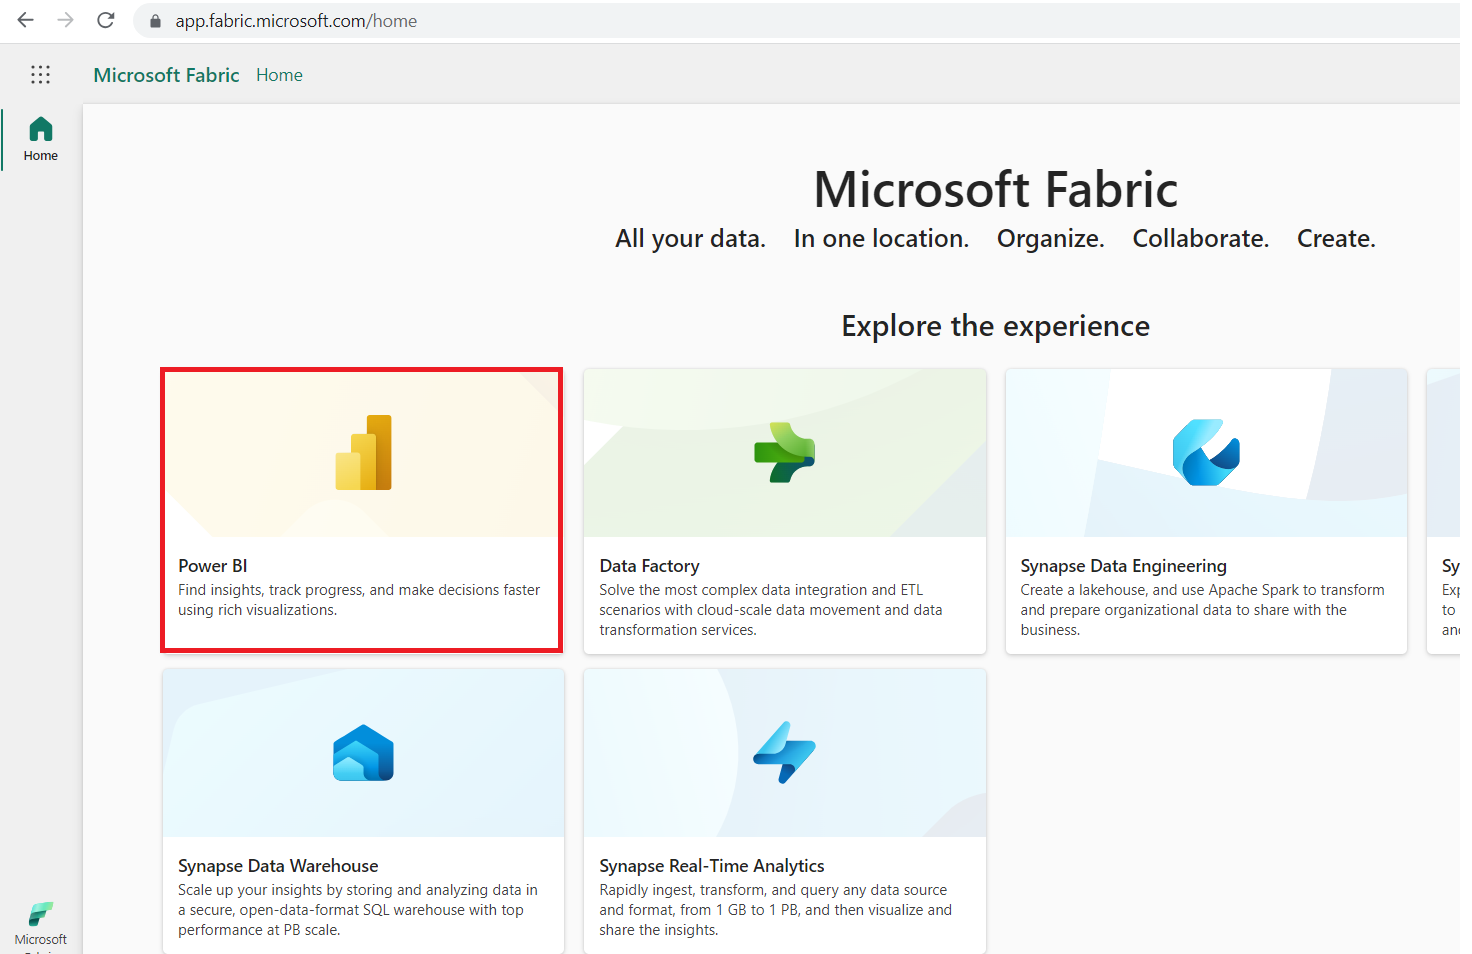 app.fabric.microsoft.com/home
Microsoft Fabric Home
Home
Microsoft Fabric
All your data. In one location. Organize. Collaborate. Create.
Explore the experience
Power BI
Find insights, track progress, and make decisions faster
using rich visualizations.
Data Factory
Solve the most complex data integration and ETL
scenarios with cloud-scale data movement and data
transformation services.
Synapse Data Engineering
Create a lakehouse, and use Apache Spark to transform
and prepare organizational data to share with the
business.
Sy
Exp
to
and
Synapse Data Warehouse
Scale up your insights by storing and analyzing data in
a secure, open-data-format SQL warehouse with top
performance at PB scale.
Synapse Real-Time Analytics
Rapidly ingest, transform, and query any data source
and format, from 1 GB to 1 PB, and then visualize and
share the insights.
Microsoft